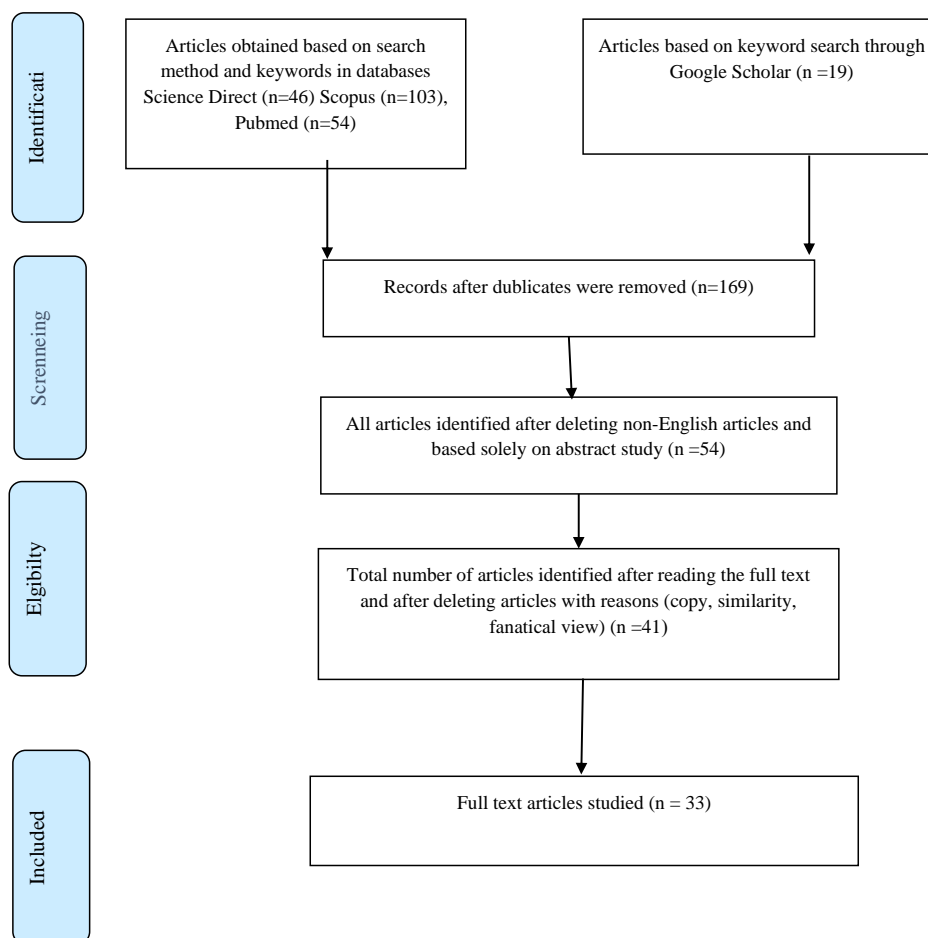 Identificati
Articles obtained based on search
method and keywords in databases
Science Direct (n=46) Scopus (n=103),
Pubmed (n=54)
Articles based on keyword search through
Google Scholar (n =19)
Screnneing
Records after dublicates were removed (n=169)
All articles identified after deleting non-English articles and
based solely on abstract study (n =54)
Elgibilty
Total number of articles identified after reading the full text
and after deleting articles with reasons (copy, similarity,
fanatical view) (n =41)
Included
Full text articles studied (n = 33)